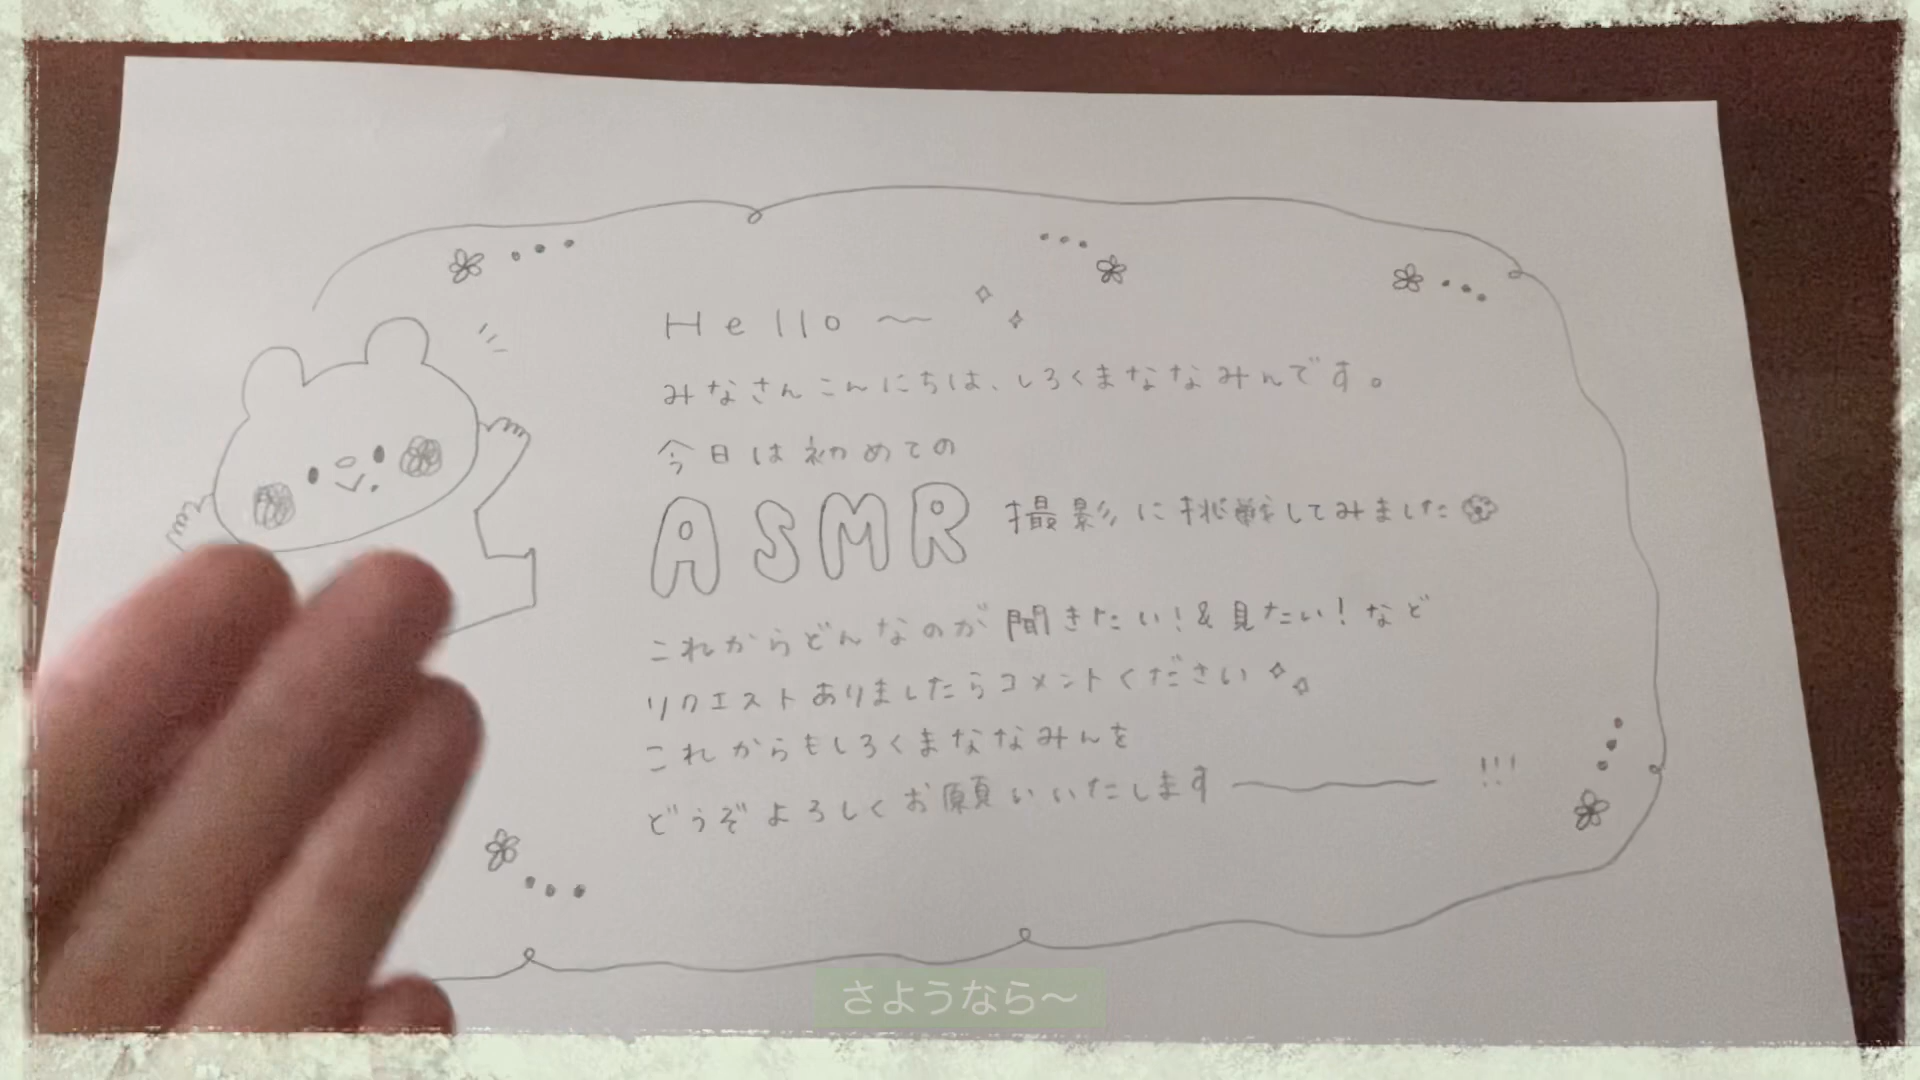 Hello〜
みなさんこんにちは、しろくまななみんです。
今日は初めての
ASMR撮影に挑戦してみました
これからどんなのが聞きたい!&見たい!など
リクエストありましたらコメントください
これからもしろくまななみんを
どうぞよろしくお願いいたします〜!!!
さようなら〜